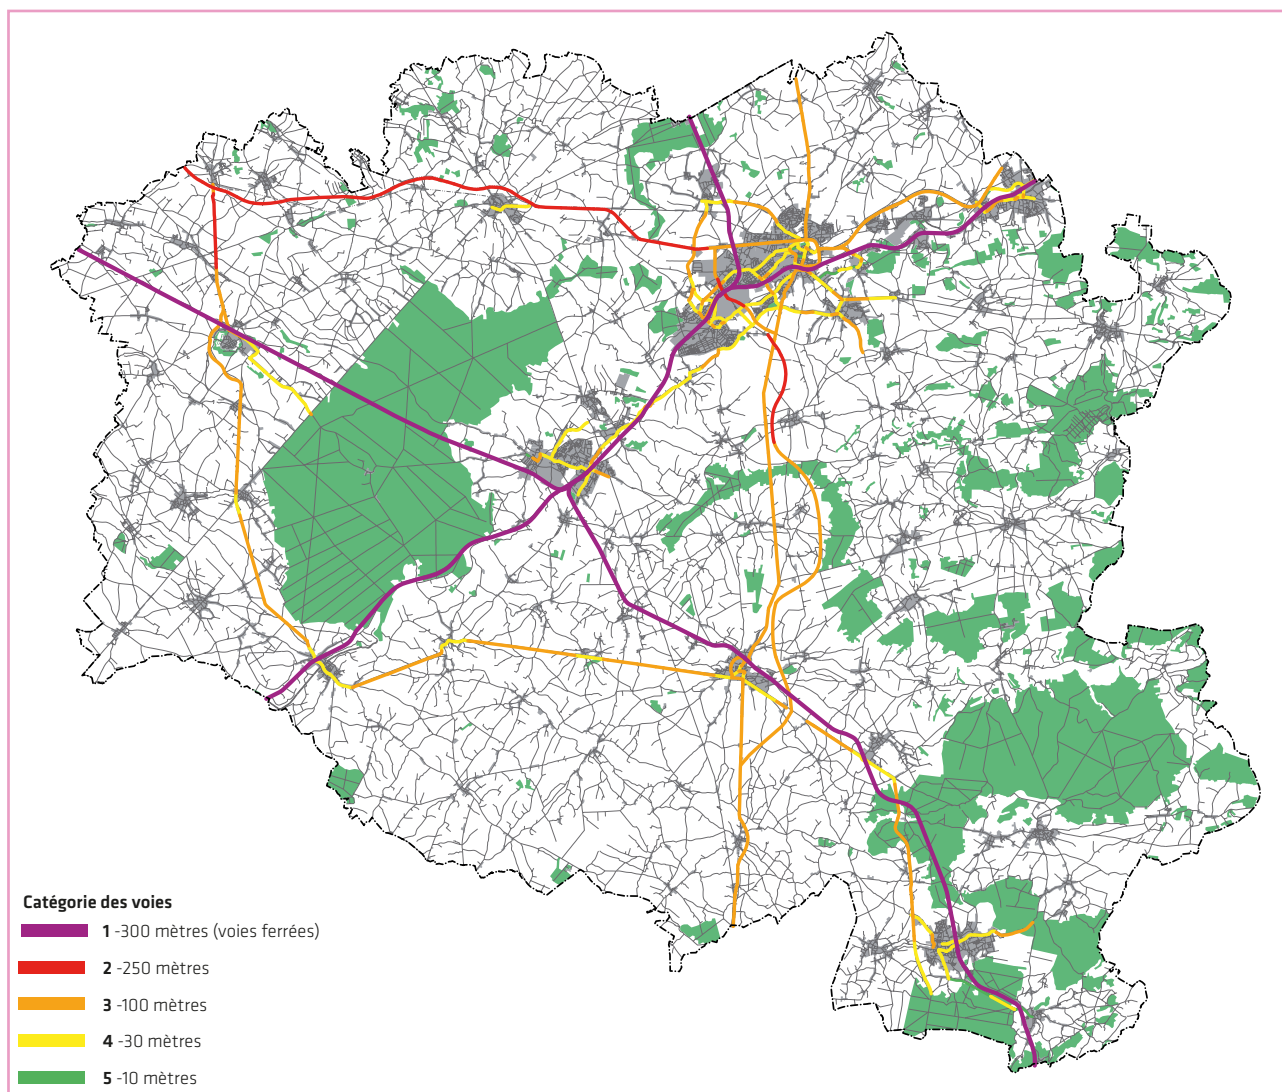 Catégorie des voies
1 -300 mètres (voies ferrées)
2 -250 mètres
3 -100 mètres
4 -30 mètres
5 -10 mètres